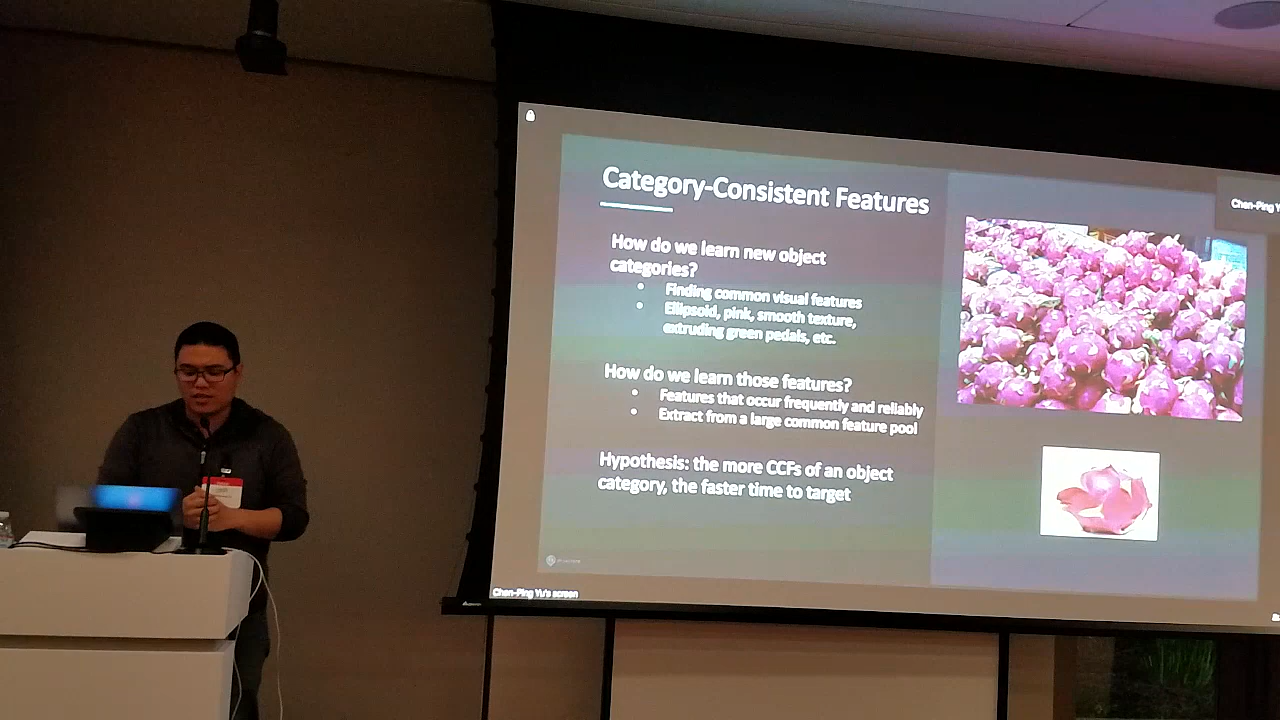 Category-Consistent Features
Chen-Ping Y
How do we learn new object
categories?
• Finding common visual features
• Ellipsoid, pink, smooth texture,
extruding green pedals, etc.
How do we learn those features?
• Features that occur frequently and reliably
• Extract from a large common feature pool
Hypothesis: the more CCFs of an object
category, the faster time to target
Chen-Ping Yu's screen